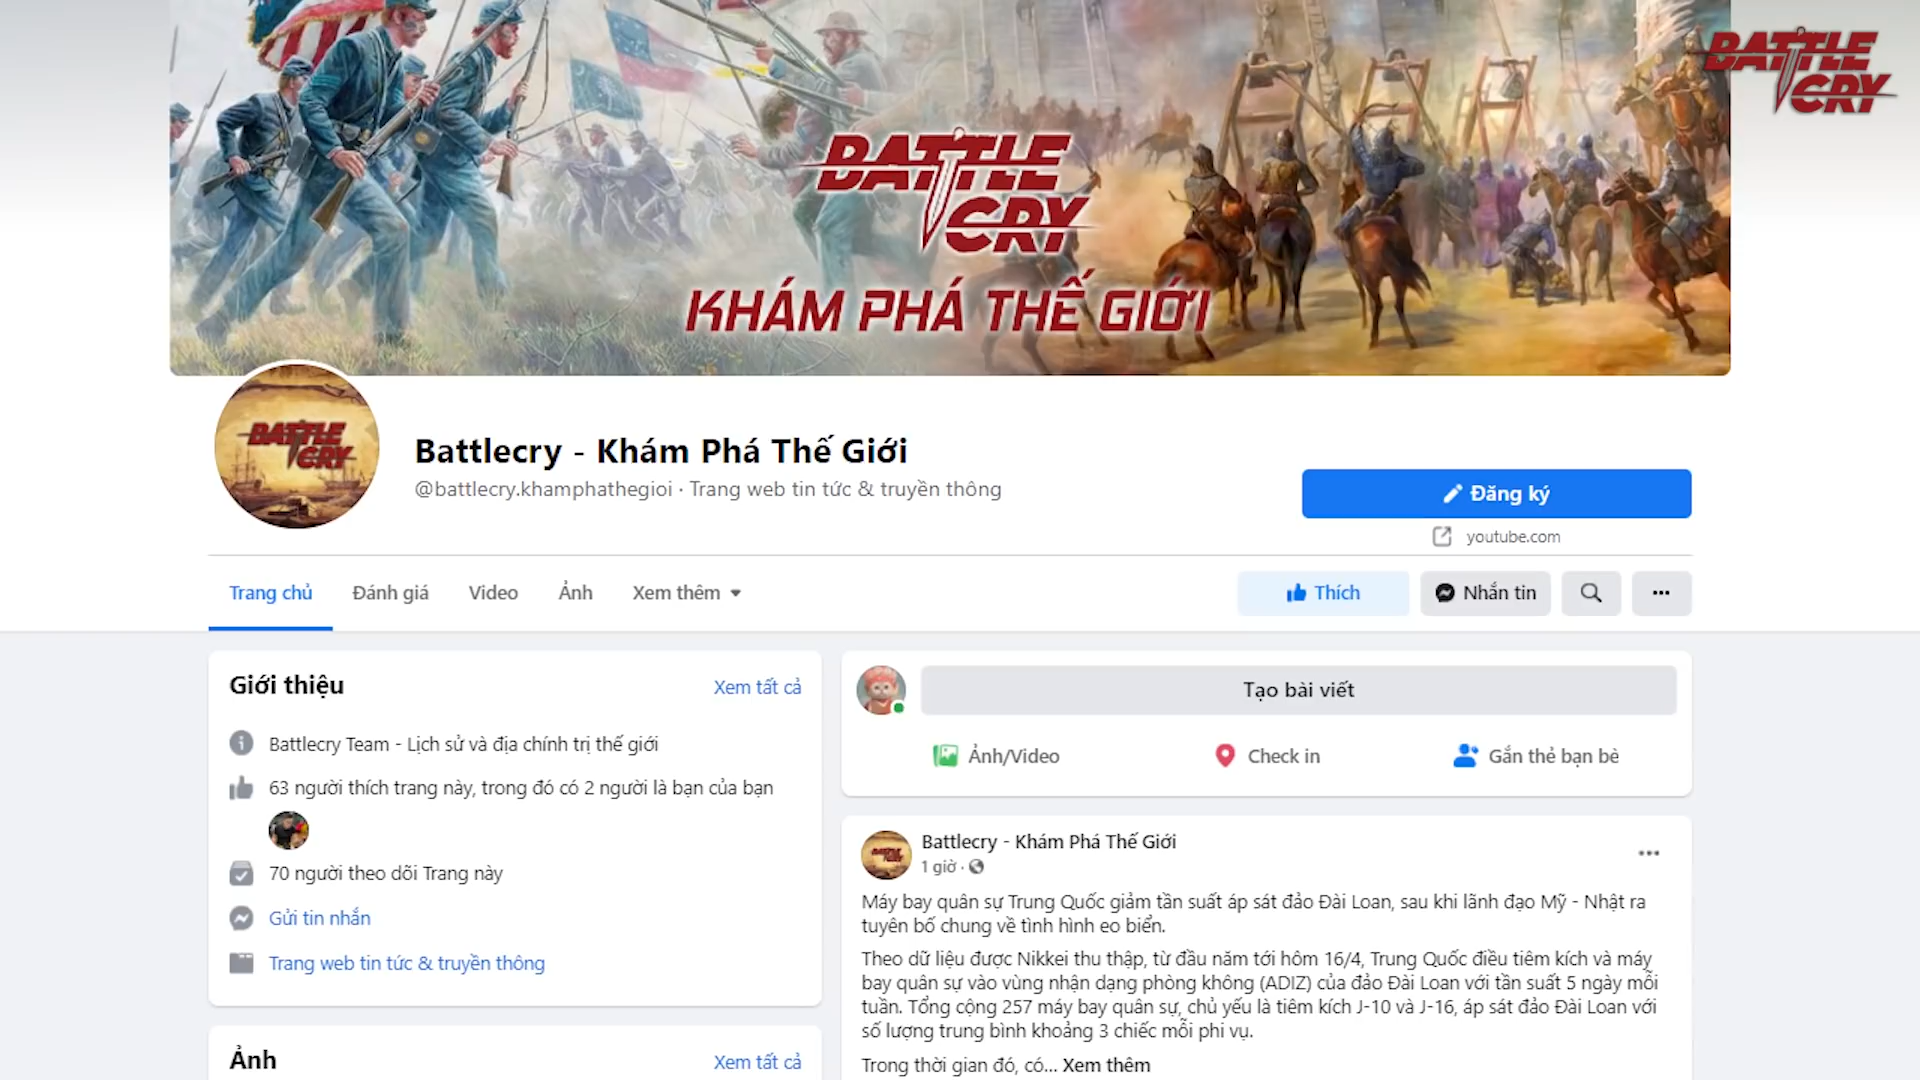 BATTLE
CRY
BATTLE
CRY
KHÁM PHÁ THẾ GIỚI
BATTLE
CRY
Battlecry - Khám Phá Thế Giới
@battlecry.khamphathegioi · Trang web tin tức & truyền thông
Đăng ký
youtube.com
Trang chủ
Đánh giá
Video
Ảnh
Xem thêm
Thích
Nhắn tin
Giới thiệu
Xem tất cả
Battlecry Team - Lịch sử và địa chính trị thế giới
63 người thích trang này, trong đó có 2 người là bạn của bạn
70 người theo dõi Trang này
Gửi tin nhắn
Trang web tin tức & truyền thông
Ảnh
Xem tất cả
Tạo bài viết
Ảnh/Video
Check in
Gắn thẻ bạn bè
BATTLE
CRY
Battlecry - Khám Phá Thế Giới
1 giờ ·
Máy bay quân sự Trung Quốc giảm tần suất áp sát đảo Đài Loan, sau khi lãnh đạo Mỹ - Nhật ra
tuyên bố chung về tình hình eo biển.
Theo dữ liệu được Nikkei thu thập, từ đầu năm tới hôm 16/4, Trung Quốc điều tiêm kích và máy
bay quân sự vào vùng nhận dạng phòng không (ADIZ) của đảo Đài Loan với tần suất 5 ngày mỗi
tuần. Tổng cộng 257 máy bay quân sự, chủ yếu là tiêm kích J-10 và J-16, áp sát đảo Đài Loan với
số lượng trung bình khoảng 3 chiếc mỗi phi vụ.
Trong thời gian đó, có... Xem thêm